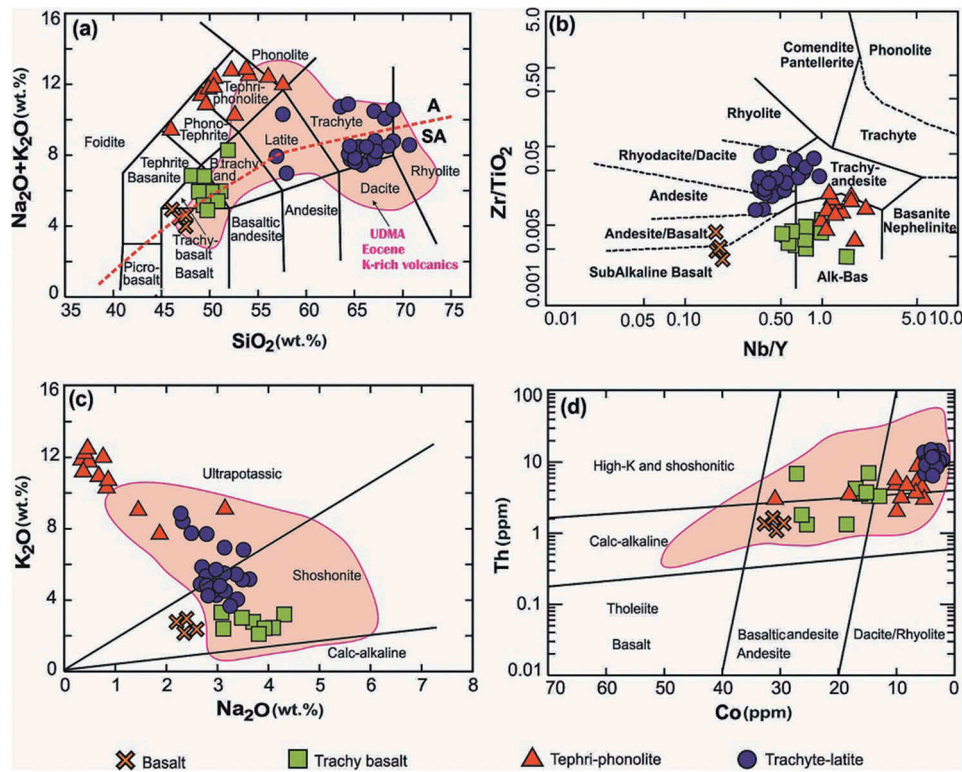 (a)
Na2O+K2O(wt.%)
16
12
8
4
0
Phonolite
Tephri-
phonolite
Foidite
Phono-
Tephrite
Trachyte
A
SA
Latite
Tephrite
Basanite
B.trachy
and
Dacite
Rhyolite
Trachy-
basalt
Basaltic
andesite
Andesite
UDMA
Eocene
K-rich volcanics
Picro-
basalt
Basalt
35 45 50 55 60 65 70 75
SiO2(wt.%)
(b)
Zr/TiO2
5.0
0.50
0.05
0.005
0.001
Comendite
Pantellerite
Phonolite
Rhyolite
Trachyte
Rhyodacite/Dacite
Trachy-
andesite
Andesite
Basanite
Nephelinite
Andesite/Basalt
SubAlkaline Basalt
Alk-Bas
0.01 0.05 0.10 0.50 1.0 5.0 10.0
Nb/Y
(c)
K2O(wt.%)
16
12
8
4
0
Ultrapotassic
Shoshonite
Calc-alkaline
0 1 2 3 4 5 6 7 8
Na2O(wt.%)
(d)
Th(ppm)
100
10
1
0.10
0.01
High-K and shoshonitic
Calc-alkaline
Tholeiite
Basalt
Basalticandesite
Andesite
Dacite/Rhyolite
70 60 50 40 30 20 10 0
Co(ppm)
Basalt
Trachy basalt
Tephri-phonolite
Trachyte-latite